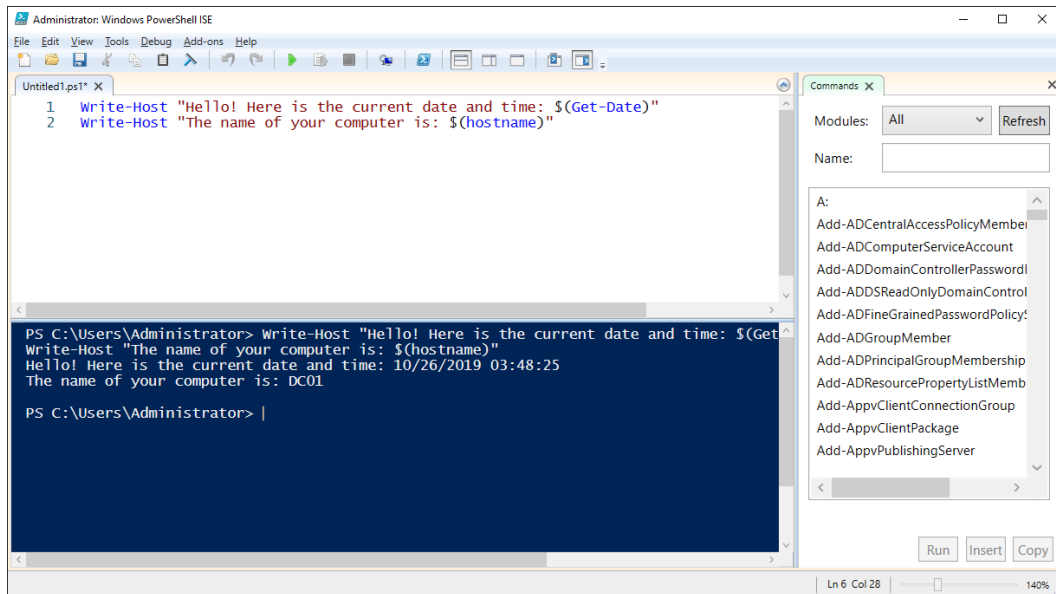 Administrator: Windows PowerShell ISE
File Edit View Tools Debug Add-ons Help
Untitled1.ps1* X
1 Write-Host "Hello! Here is the current date and time: $(Get-Date)"
2 Write-Host "The name of your computer is: $(hostname)"
PS C:\Users\Administrator> Write-Host "Hello! Here is the current date and time: $(Get
Write-Host "The name of your computer is: $(hostname)"
Hello! Here is the current date and time: 10/26/2019 03:48:25
The name of your computer is: DC01
PS C:\Users\Administrator>
Commands X
Modules: All Refresh
Name:
A:
Add-ADCentralAccessPolicyMember
Add-ADComputerServiceAccount
Add-ADDomainControllerPassword
Add-ADDSReadOnlyDomainControl
Add-ADFineGrainedPasswordPolicyS
Add-ADGroupMember
Add-ADPrincipalGroupMembership
Add-ADResourcePropertyListMemb
Add-AppvClientConnectionGroup
Add-AppvClientPackage
Add-AppvPublishingServer
Run Insert Copy
Ln 6 Col 28 140%